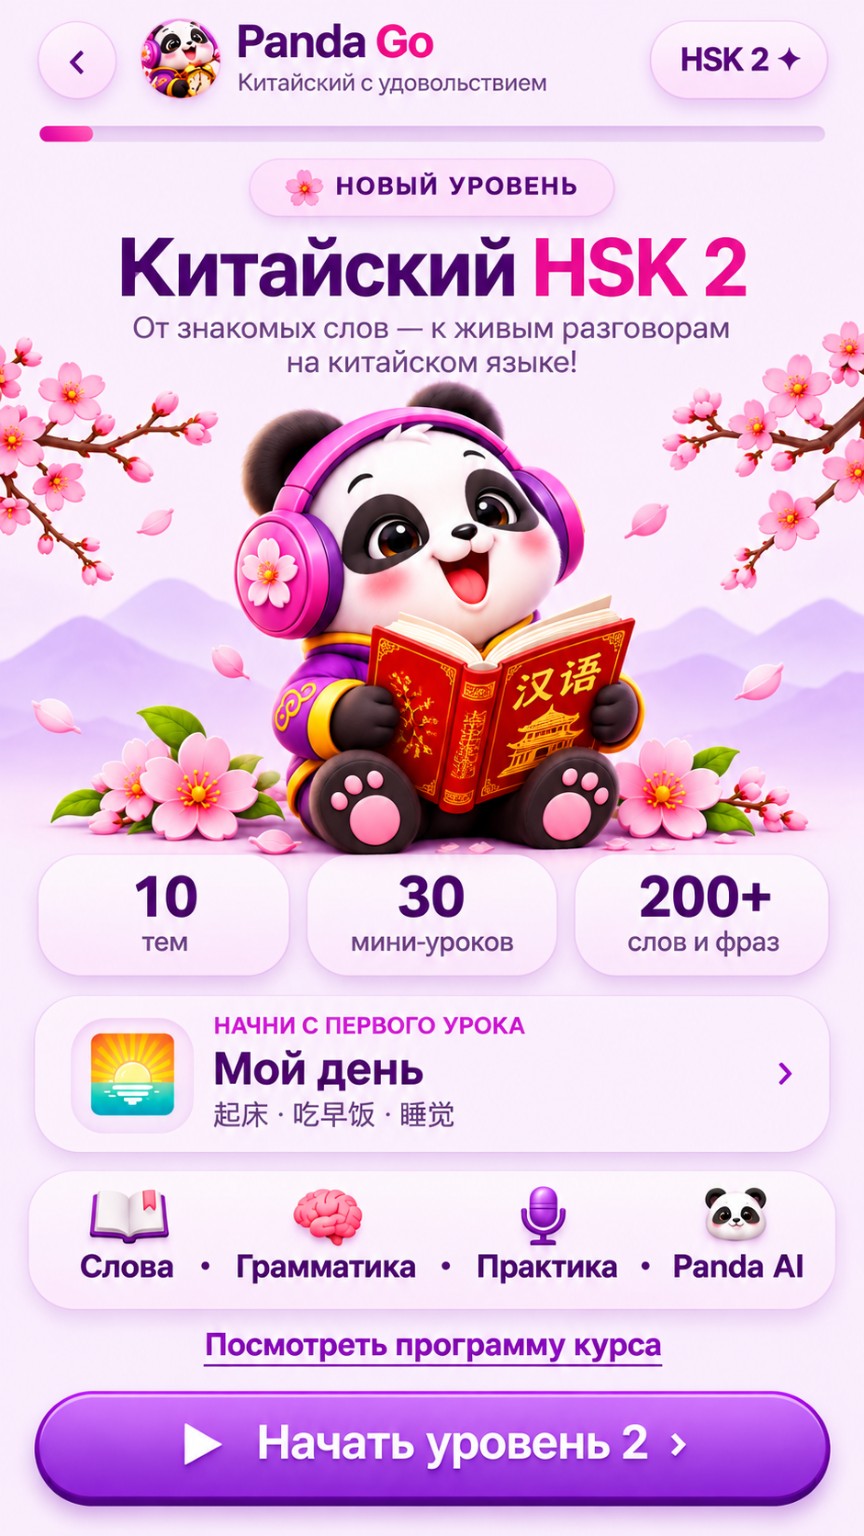 Panda Go
Китайский с удовольствием
HSK 2
НОВЫЙ УРОВЕНЬ
Китайский HSK 2
От знакомых слов — к живым разговорам
на китайском языке!
汉语
10
тем
30
мини-уроков
200+
слов и фраз
НАЧНИ С ПЕРВОГО УРОКА
Мой день
起床 · 吃早饭 · 睡觉
Слова • Грамматика • Практика • Panda AI
Посмотреть программу курса
Начать уровень 2